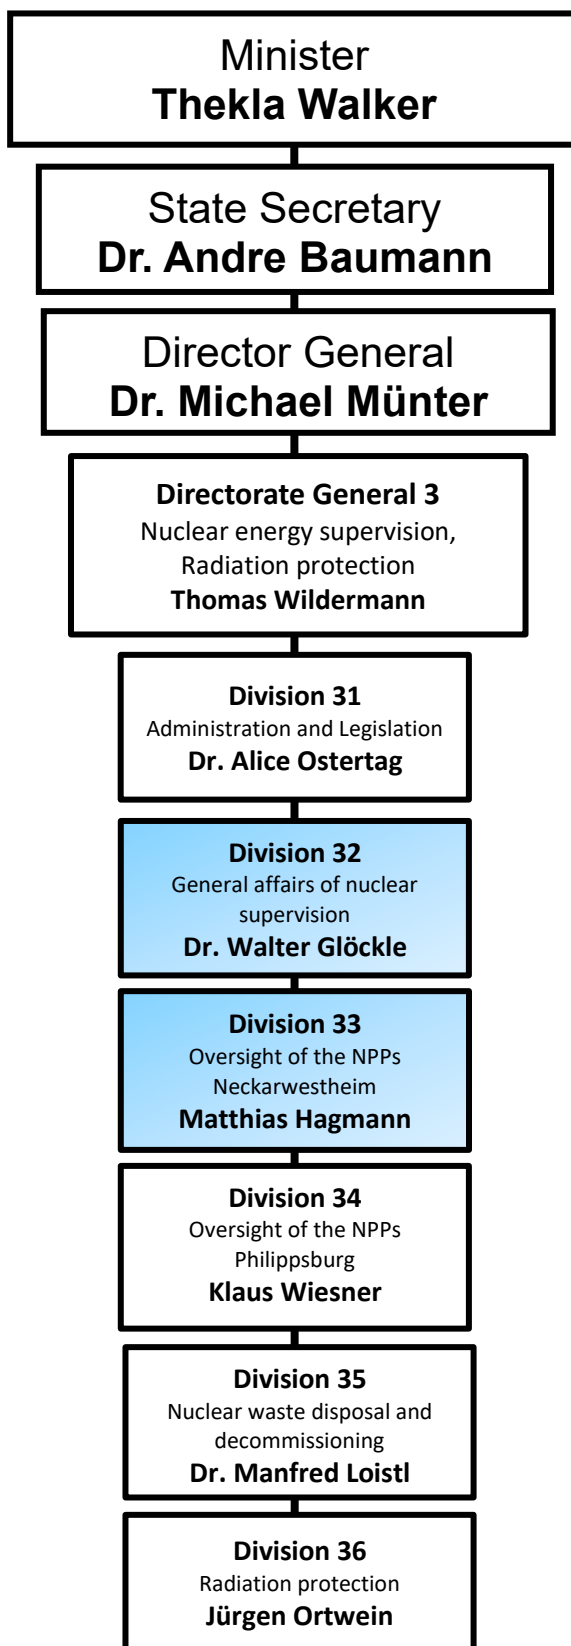 Minister
Thekla Walker
State Secretary
Dr. Andre Baumann
Director General
Dr. Michael Münter
Directorate General 3
Nuclear energy supervision,
Radiation protection
Thomas Wildermann
Division 31
Administration and Legislation
Dr. Alice Ostertag
Division 32
General affairs of nuclear
supervision
Dr. Walter Glöckle
Division 33
Oversight of the NPPs
Neckarwestheim
Matthias Hagmann
Division 34
Oversight of the NPPs
Philippsburg
Klaus Wiesner
Division 35
Nuclear waste disposal and
decommissioning
Dr. Manfred Loistl
Division 36
Radiation protection
Jürgen Ortwein